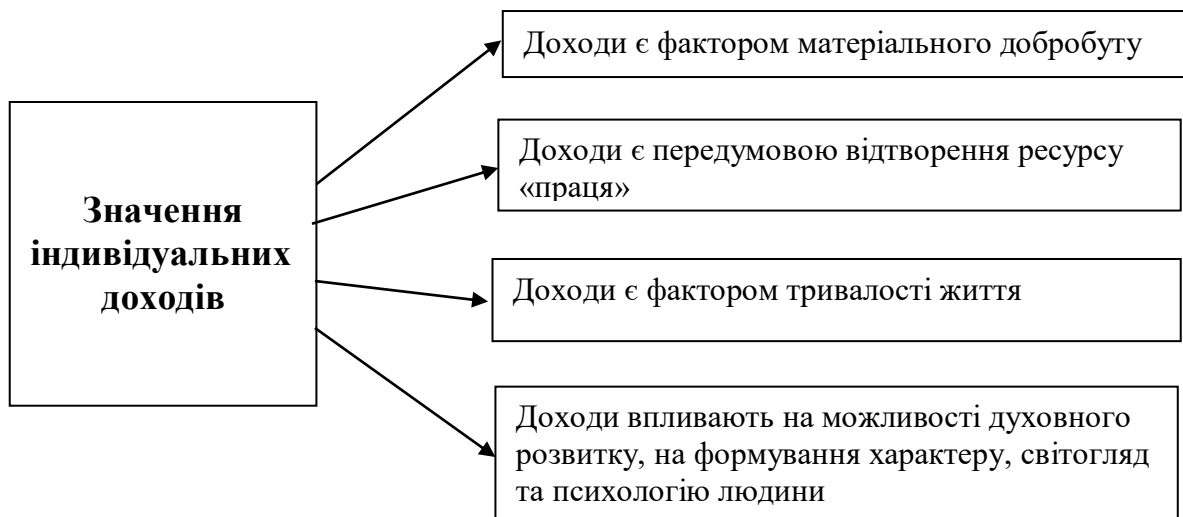 Значення
індивідуальних
доходів
Доходи є фактором матеріального добробуту
Доходи є передумовою відтворення ресурсу
«праця»
Доходи є фактором тривалості життя
Доходи впливають на можливості духовного
розвитку, на формування характеру, світогляд
та психологію людини